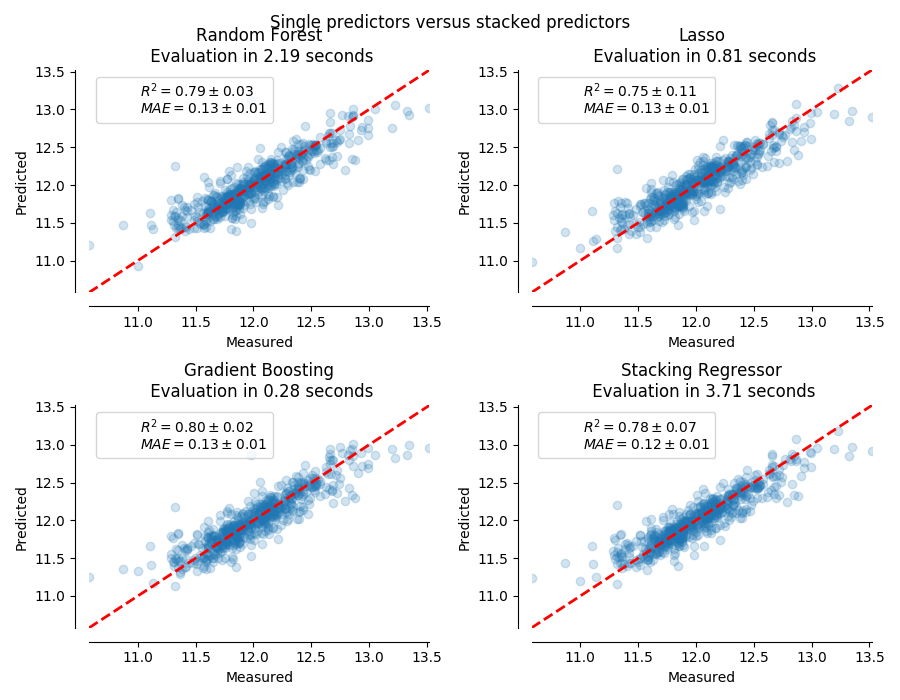 Single predictors versus stacked predictors
Random Forest
Evaluation in 2.19 seconds
R² = 0.79 ± 0.03
MAE = 0.13 ± 0.01
13.5
13.0
12.5
12.0
11.5
11.0
Predicted
11.0 11.5 12.0 12.5 13.0 13.5
Measured
Lasso
Evaluation in 0.81 seconds
R² = 0.75 ± 0.11
MAE = 0.13 ± 0.01
13.5
13.0
12.5
12.0
11.5
11.0
Predicted
11.0 11.5 12.0 12.5 13.0 13.5
Measured
Gradient Boosting
Evaluation in 0.28 seconds
R² = 0.80 ± 0.02
MAE = 0.13 ± 0.01
13.5
13.0
12.5
12.0
11.5
11.0
Predicted
11.0 11.5 12.0 12.5 13.0 13.5
Measured
Stacking Regressor
Evaluation in 3.71 seconds
R² = 0.78 ± 0.07
MAE = 0.12 ± 0.01
13.5
13.0
12.5
12.0
11.5
11.0
Predicted
11.0 11.5 12.0 12.5 13.0 13.5
Measured